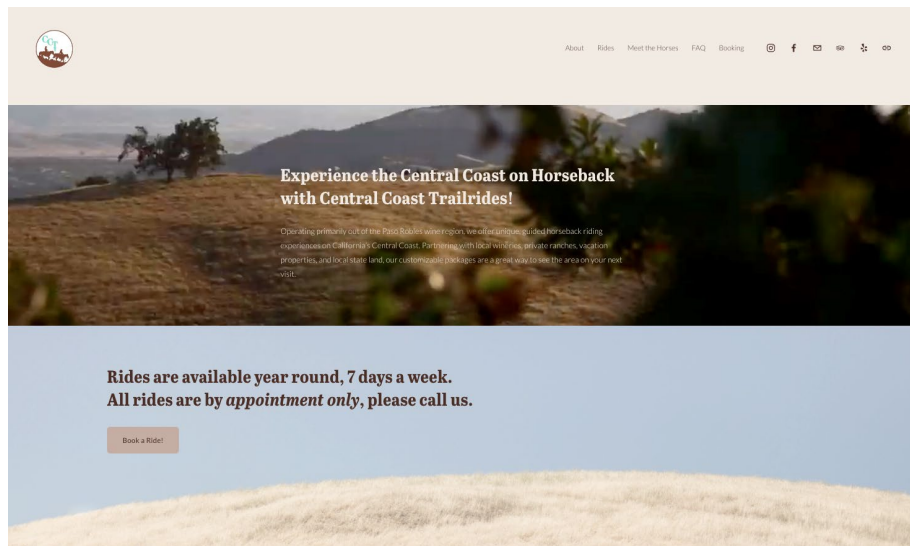 CCT
About Rides Meet the Horses FAQ Booking
Experience the Central Coast on Horseback
with Central Coast Trailrides!
Operating primarily out of the Paso Robles wine region, we offer unique, guided horseback riding
experiences on California's Central Coast. Partnering with local wineries, private ranches, vacation
properties, and local state land, our customizable packages are a great way to see the area on your next
visit.
Rides are available year round, 7 days a week.
All rides are by appointment only, please call us.
Book a Ride!